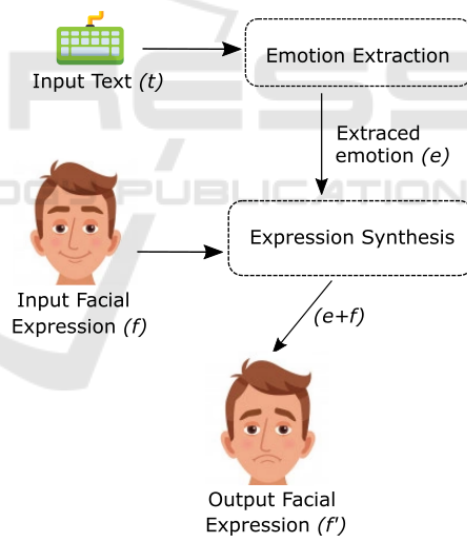 Input Text (t)
Emotion Extraction
Extraced
emotion (e)
Expression Synthesis
Input Facial
Expression (f)
(e+f)
Output Facial
Expression (f')